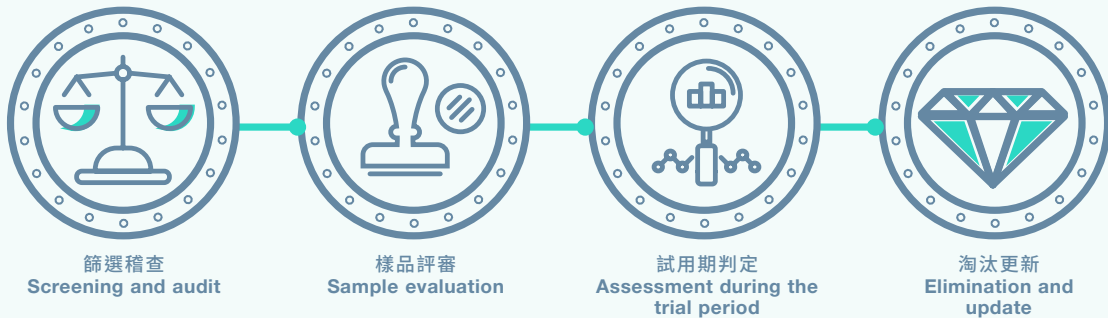 篩選稽查
Screening and audit
樣品評審
Sample evaluation
試用期判定
Assessment during the
trial period
淘汰更新
Elimination and
update